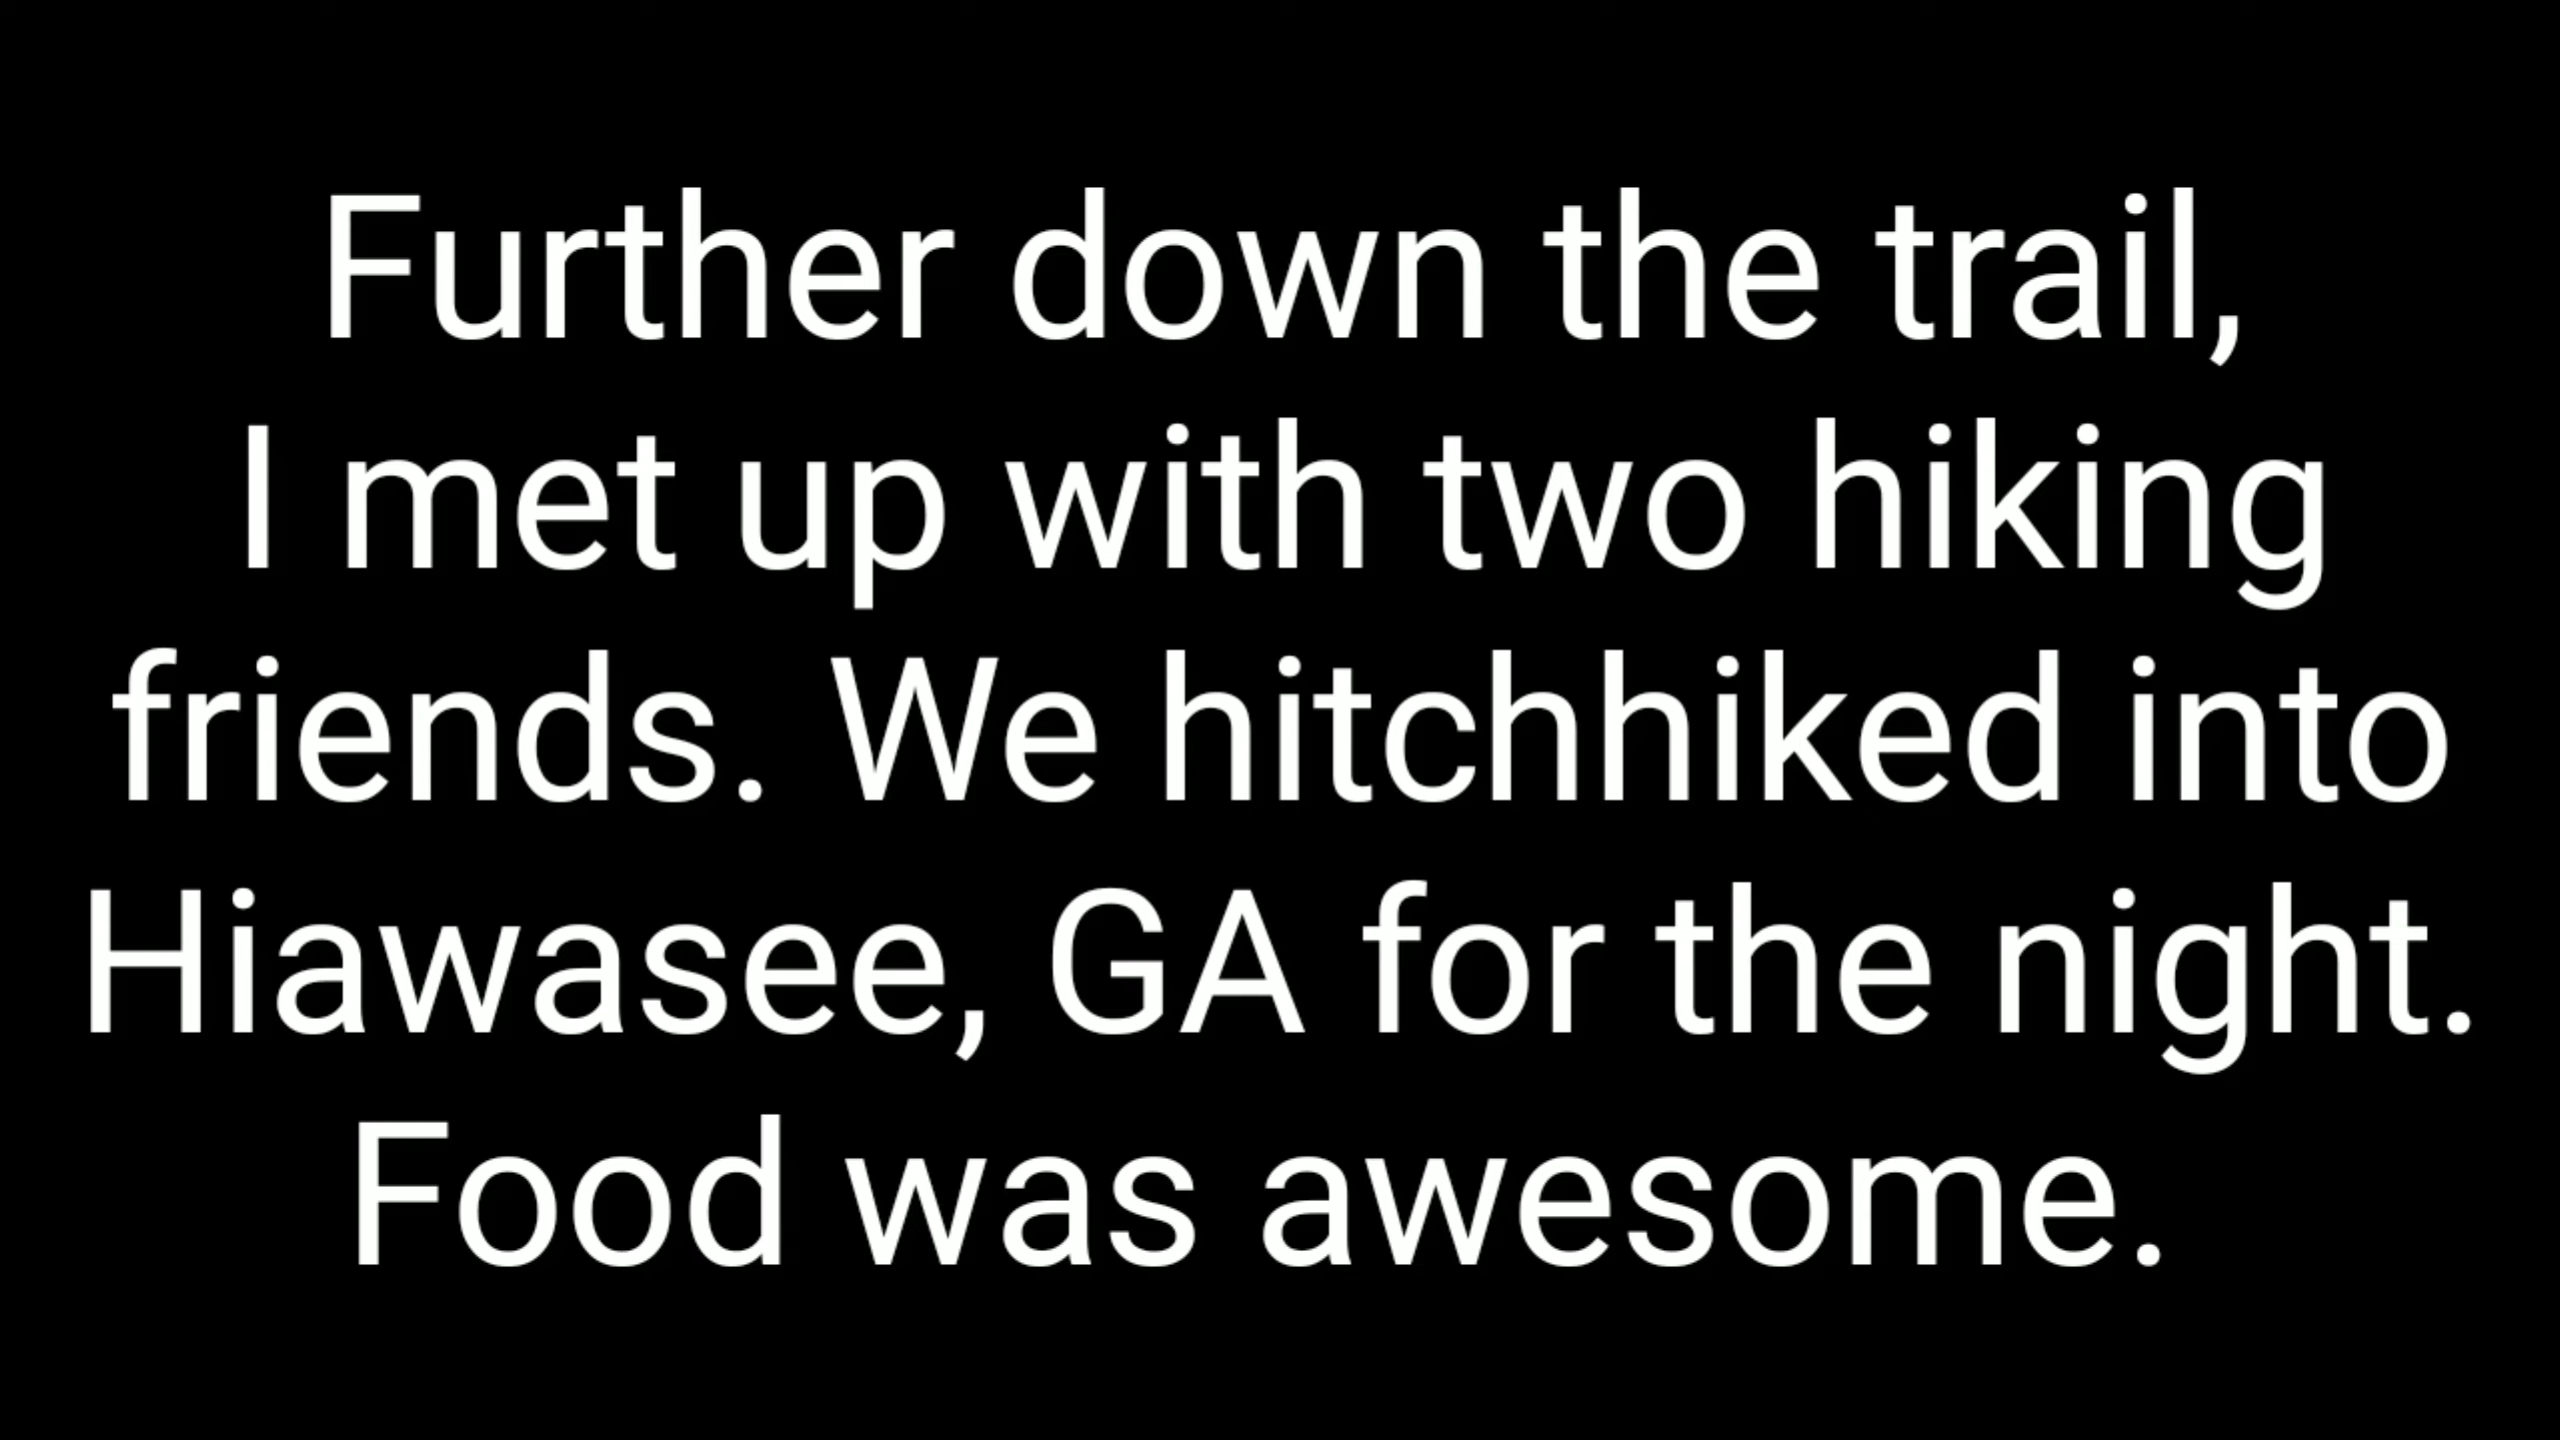 Further down the trail,
I met up with two hiking
friends. We hitchhiked into
Hiawasee, GA for the night.
Food was awesome.